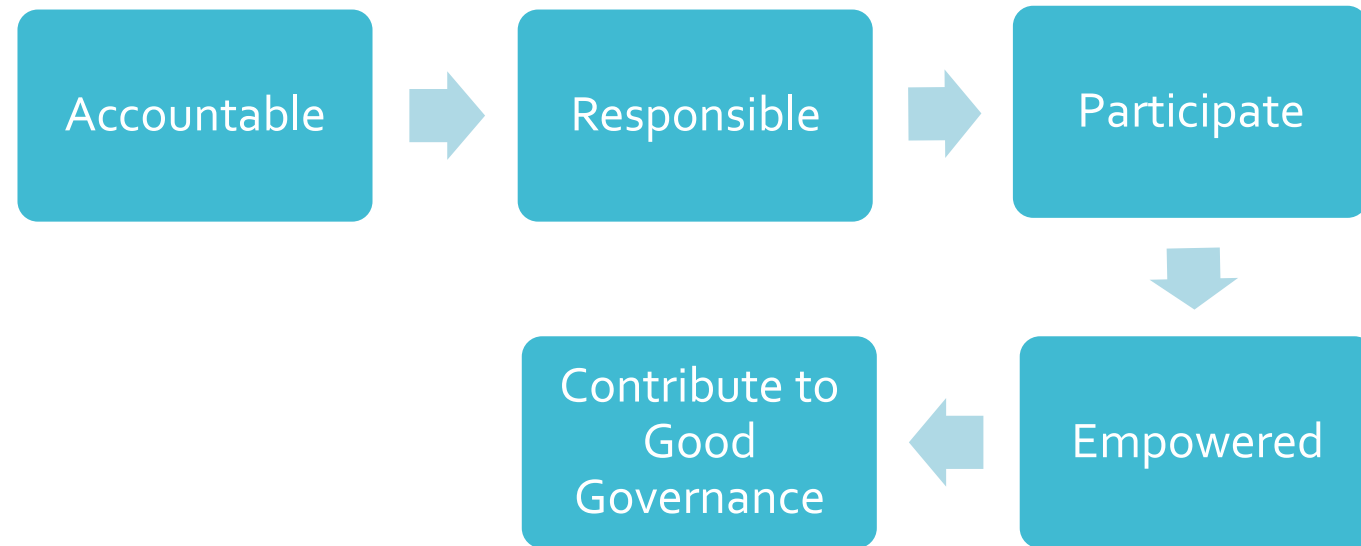 Accountable
Responsible
Participate
Empowered
Contribute to
Good
Governance